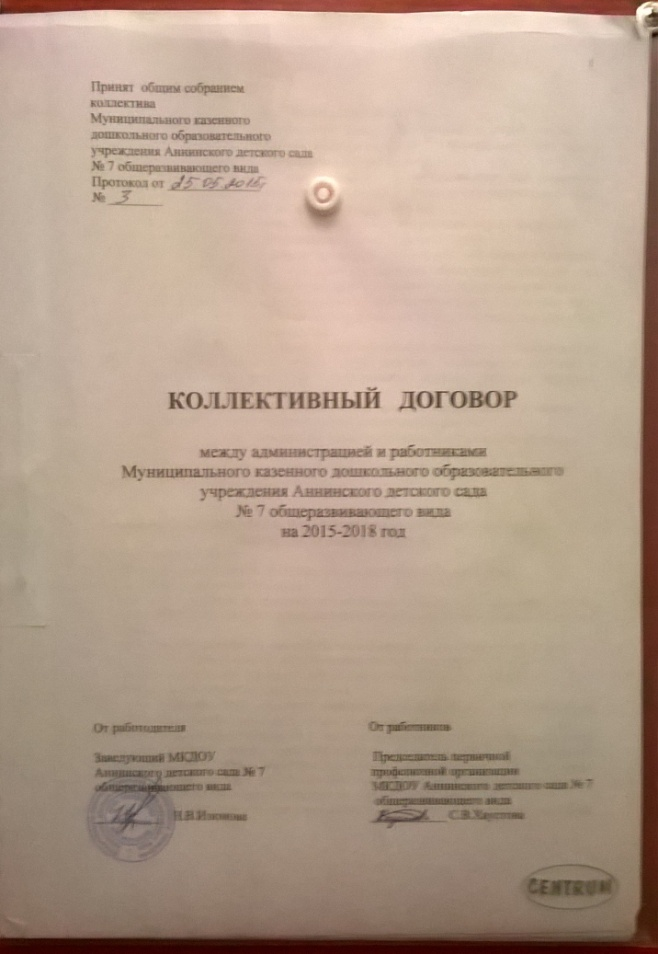 Принят общим собранием
коллектива
Муниципального казенного
дошкольного образовательного
учреждения Аннинского детского сада
№ 7 общеразвивающего вида
Протокол от 25 05 2015г
№ 3
КОЛЛЕКТИВНЫЙ ДОГОВОР
между администрацией и работниками
Муниципального казенного дошкольного образовательного
учреждения Аннинского детского сада
№ 7 общеразвивающего вида
на 2015-2018 год
От работодателя
Заведующий МКДОУ
Аннинского детского сада № 7
общеразвивающего вида
От работников
Председатель первичной
профсоюзной организации
МКДОУ Аннинского детского сада № 7
общеразвивающего вида
С.В.Хаустова
CENTRUM